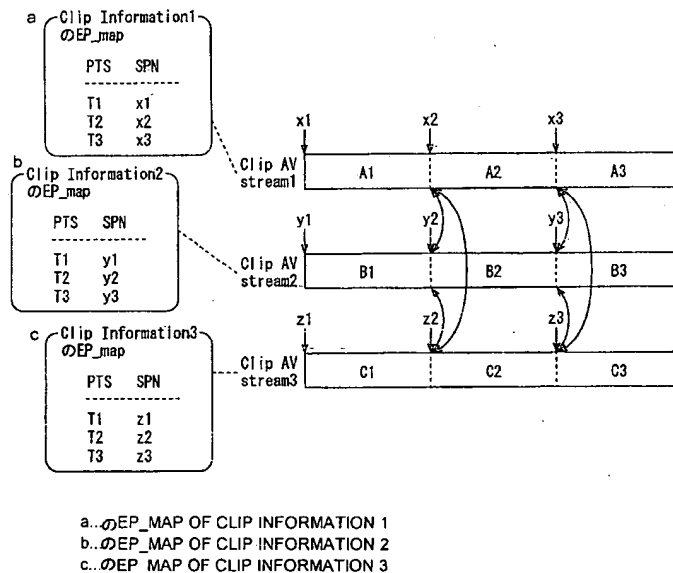 a
Clip Information1
のEP_map
PTS SPN
T1 x1
T2 x2
T3 x3
b
Clip Information2
のEP_map
PTS SPN
T1 y1
T2 y2
T3 y3
c
Clip Information3
のEP_map
PTS SPN
T1 z1
T2 z2
T3 z3
x1 x2 x3
Clip AV
stream1
A1 A2 A3
y1 y2 y3
Clip AV
stream2
B1 B2 B3
z1 z2 z3
Clip AV
stream3
C1 C2 C3
a...のEP_MAP OF CLIP INFORMATION 1
b...のEP_MAP OF CLIP INFORMATION 2
c...のEP_MAP OF CLIP INFORMATION 3